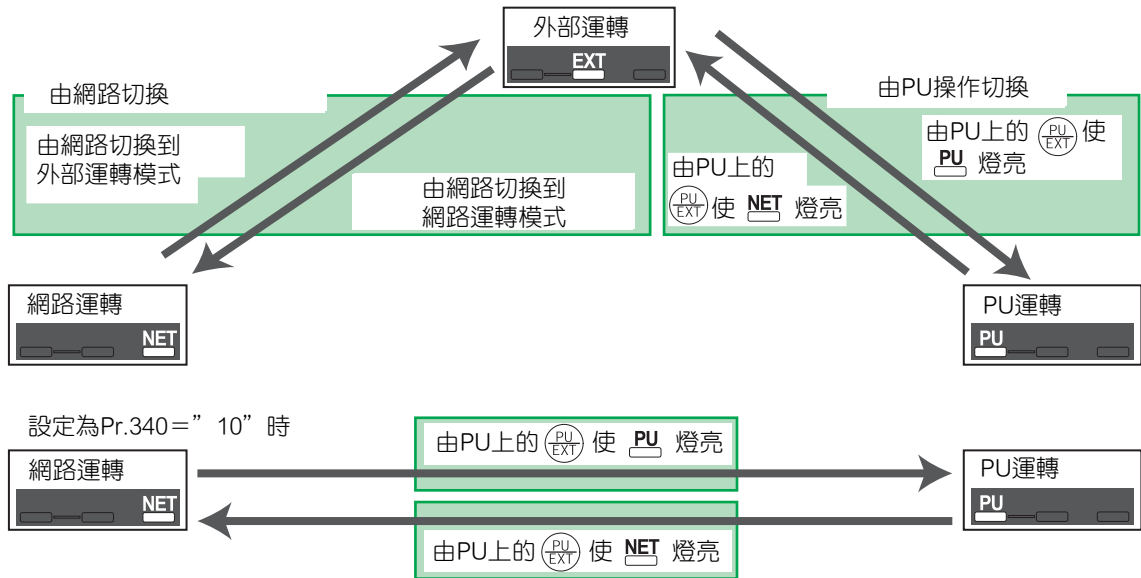 外部運轉
EXT
由網路切換
由網路切換到
外部運轉模式
由網路切換到
網路運轉模式
由PU操作切換
由PU上的 PU/EXT 使
PU 燈亮
由PU上的
PU/EXT 使 NET 燈亮
網路運轉
NET
PU運轉
PU
設定為Pr.340＝”10”時
網路運轉
NET
由PU上的 PU/EXT 使 PU 燈亮
由PU上的 PU/EXT 使 NET 燈亮
PU運轉
PU